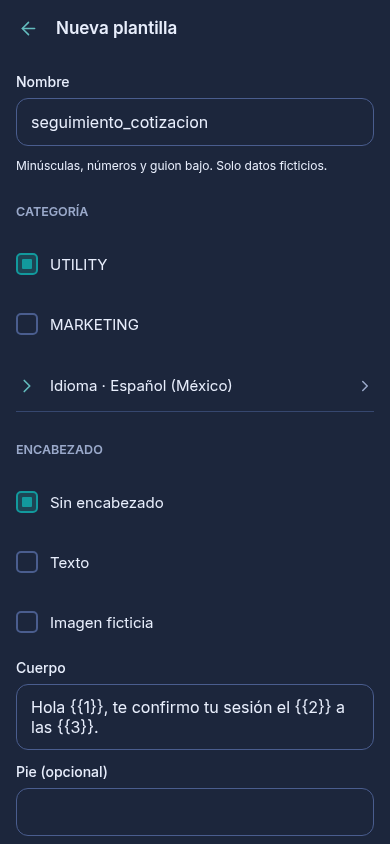 Nueva plantilla
Nombre
seguimiento_cotizacion
Minúsculas, números y guion bajo. Solo datos ficticios.
CATEGORÍA
UTILITY
MARKETING
Idioma · Español (México)
ENCABEZADO
Sin encabezado
Texto
Imagen ficticia
Cuerpo
Hola {{1}}, te confirmo tu sesión el {{2}} a
las {{3}}.
Pie (opcional)